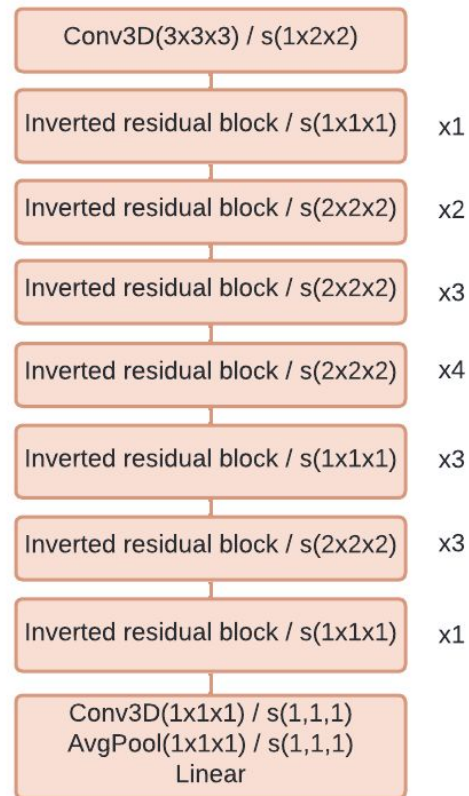 Conv3D(3x3x3) / s(1x2x2)
Inverted residual block / s(1x1x1) x1
Inverted residual block / s(2x2x2) x2
Inverted residual block / s(2x2x2) x3
Inverted residual block / s(2x2x2) x4
Inverted residual block / s(1x1x1) x3
Inverted residual block / s(2x2x2) x3
Inverted residual block / s(1x1x1) x1
Conv3D(1x1x1) / s(1,1,1)
AvgPool(1x1x1) / s(1,1,1)
Linear